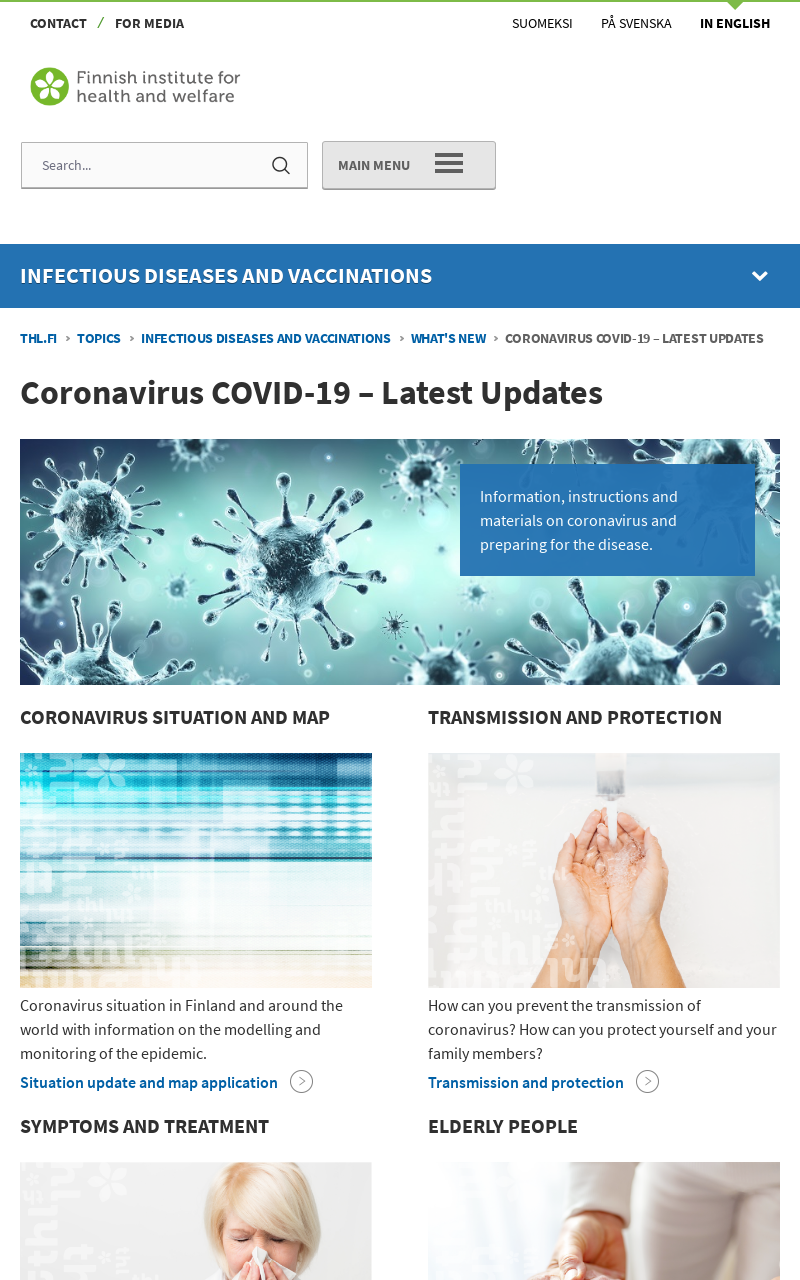 CONTACT / FOR MEDIA
SUOMEKSI PÅ SVENSKA IN ENGLISH
Finnish institute for
health and welfare
Search...
MAIN MENU
INFECTIOUS DISEASES AND VACCINATIONS
THL.FI > TOPICS > INFECTIOUS DISEASES AND VACCINATIONS > WHAT'S NEW > CORONAVIRUS COVID-19 – LATEST UPDATES
Coronavirus COVID-19 – Latest Updates
Information, instructions and
materials on coronavirus and
preparing for the disease.
CORONAVIRUS SITUATION AND MAP
Coronavirus situation in Finland and around the
world with information on the modelling and
monitoring of the epidemic.
Situation update and map application
TRANSMISSION AND PROTECTION
How can you prevent the transmission of
coronavirus? How can you protect yourself and your
family members?
Transmission and protection
SYMPTOMS AND TREATMENT
ELDERLY PEOPLE